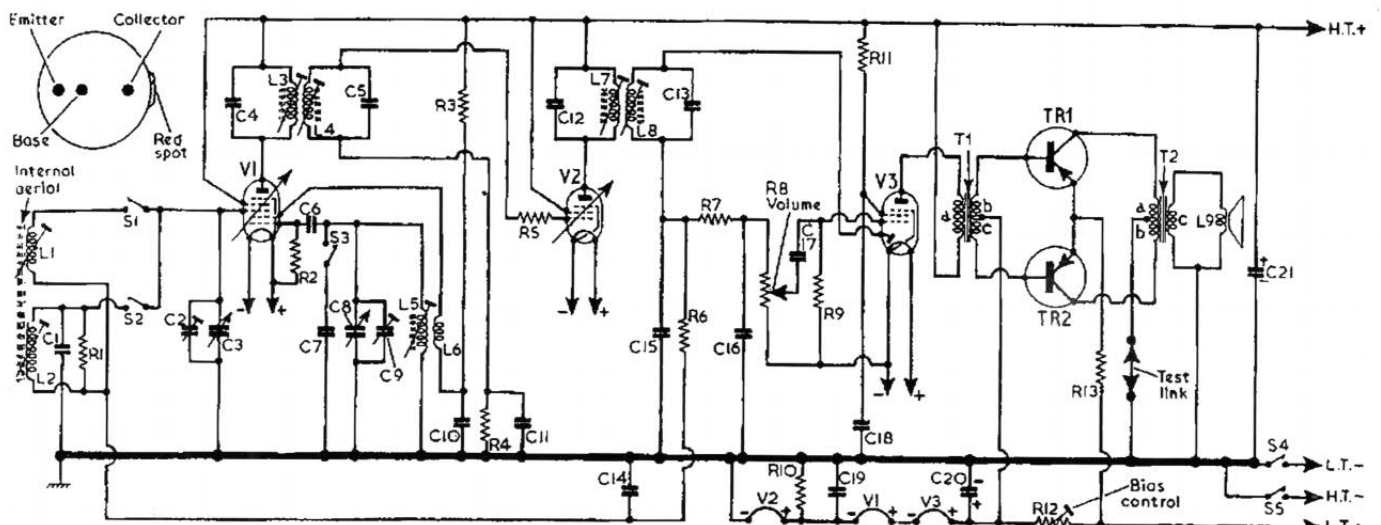 Emitter
Collector
Base
Red spot
Internal aerial
L1
L2
C1
R1
S1
S2
C2
C3
C4
L3
L4
C5
V1
C6
R2
S3
C7
C8
C9
L5
L6
R3
C10
R4
C11
R5
C12
L7
L8
C13
V2
C14
C15
R6
R7
C16
R8
Volume
C17
R9
R11
V3
C18
T1
a
b
c
TR1
TR2
T2
a
b
c
L9
C21
+
-
Test link
R13
R10
C19
C20
-
+
- V2 +
- V1 +
- V3 +
R12
Bias control
S4
S5
- +
- +
- +
H.T.+
L.T.-
H.T.-